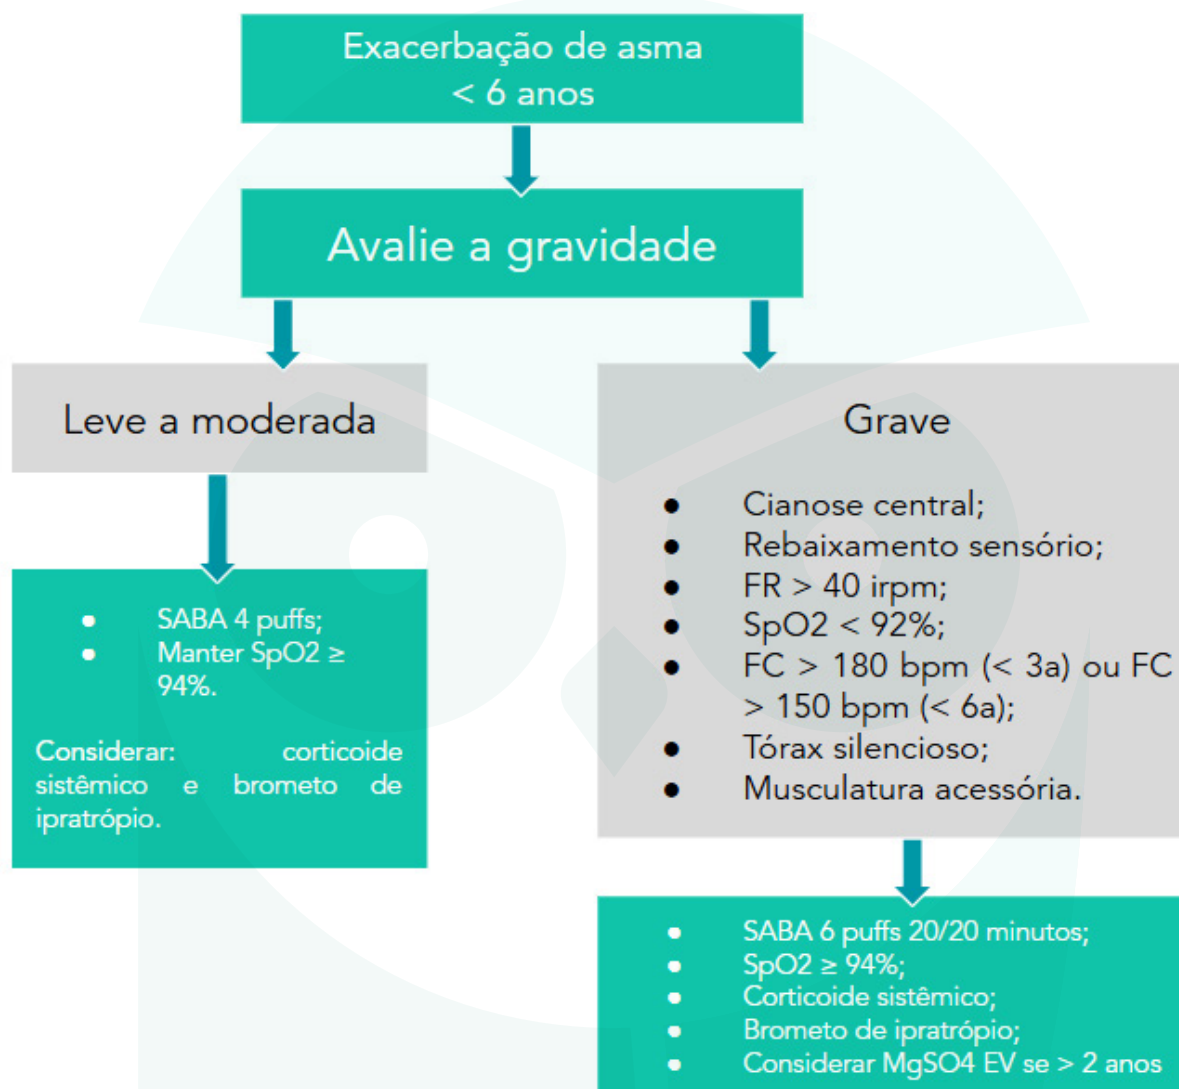 Exacerbação de asma
< 6 anos
Avalie a gravidade
Leve a moderada
● SABA 4 puffs;
● Manter SpO2 ≥
94%.
Considerar: corticoide
sistêmico e brometo de
ipratrópio.
Grave
● Cianose central;
● Rebaixamento sensório;
● FR > 40 irpm;
● SpO2 < 92%;
● FC > 180 bpm (< 3a) ou FC
> 150 bpm (< 6a);
● Tórax silencioso;
● Musculatura acessória.
● SABA 6 puffs 20/20 minutos;
● SpO2 ≥ 94%;
● Corticoide sistêmico;
● Brometo de ipratrópio;
● Considerar MgSO4 EV se > 2 anos